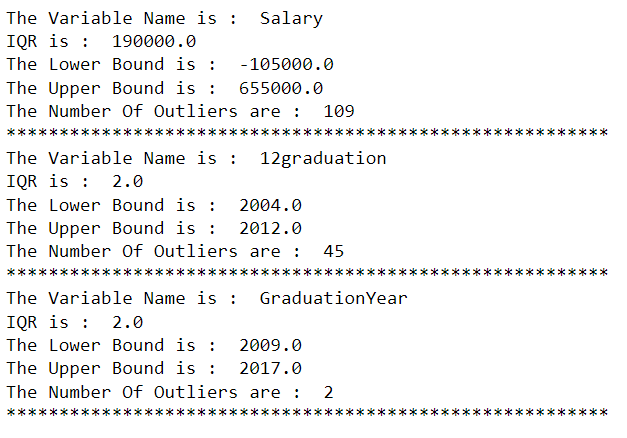 The Variable Name is :  Salary
IQR is :  190000.0
The Lower Bound is :  -105000.0
The Upper Bound is :  655000.0
The Number Of Outliers are :  109
*********************************************************
The Variable Name is :  12graduation
IQR is :  2.0
The Lower Bound is :  2004.0
The Upper Bound is :  2012.0
The Number Of Outliers are :  45
*********************************************************
The Variable Name is :  GraduationYear
IQR is :  2.0
The Lower Bound is :  2009.0
The Upper Bound is :  2017.0
The Number Of Outliers are :  2
*********************************************************